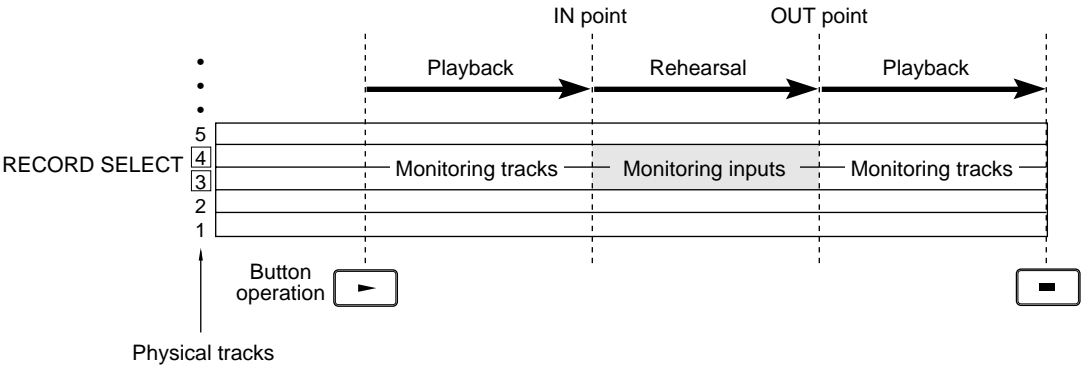 IN point
OUT point
Playback
Rehearsal
Playback
5
RECORD SELECT
4
3
2
1
Monitoring tracks
Monitoring inputs
Monitoring tracks
Button
operation
Physical tracks